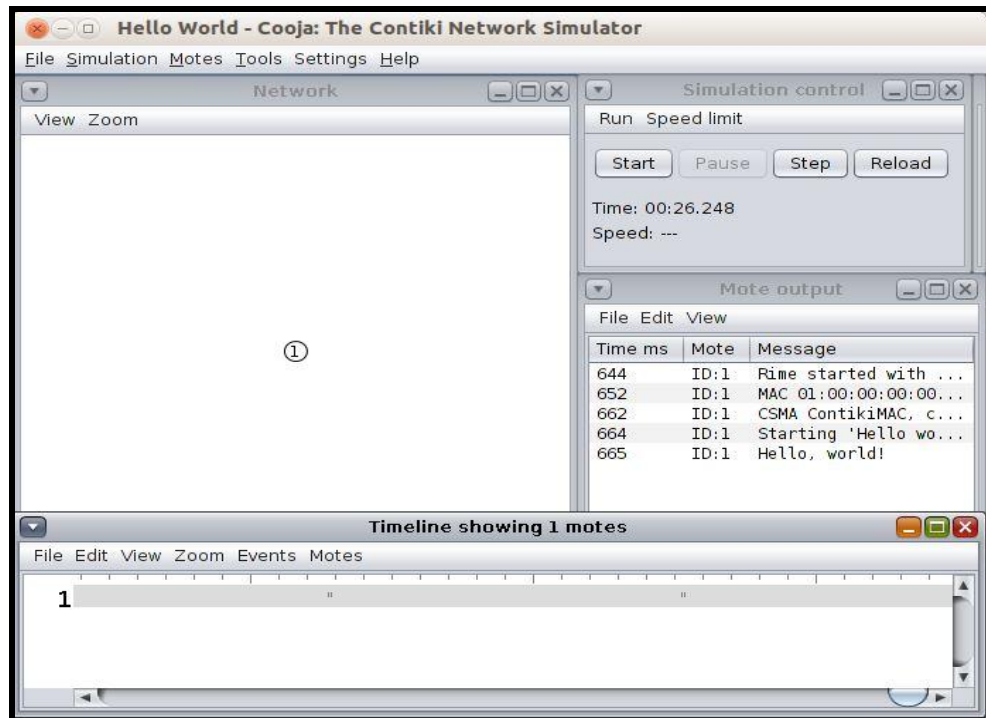 Hello World - Cooja: The Contiki Network Simulator
File Simulation Motes Tools Settings Help
Network
View Zoom
①
Simulation control
Run Speed limit
Start Pause Step Reload
Time: 00:26.248
Speed: ---
Mote output
File Edit View
Time ms Mote Message
644 ID:1 Rime started with ...
652 ID:1 MAC 01:00:00:00:00...
662 ID:1 CSMA ContikiMAC, c...
664 ID:1 Starting 'Hello wo...
665 ID:1 Hello, world!
Timeline showing 1 motes
File Edit View Zoom Events Motes
1